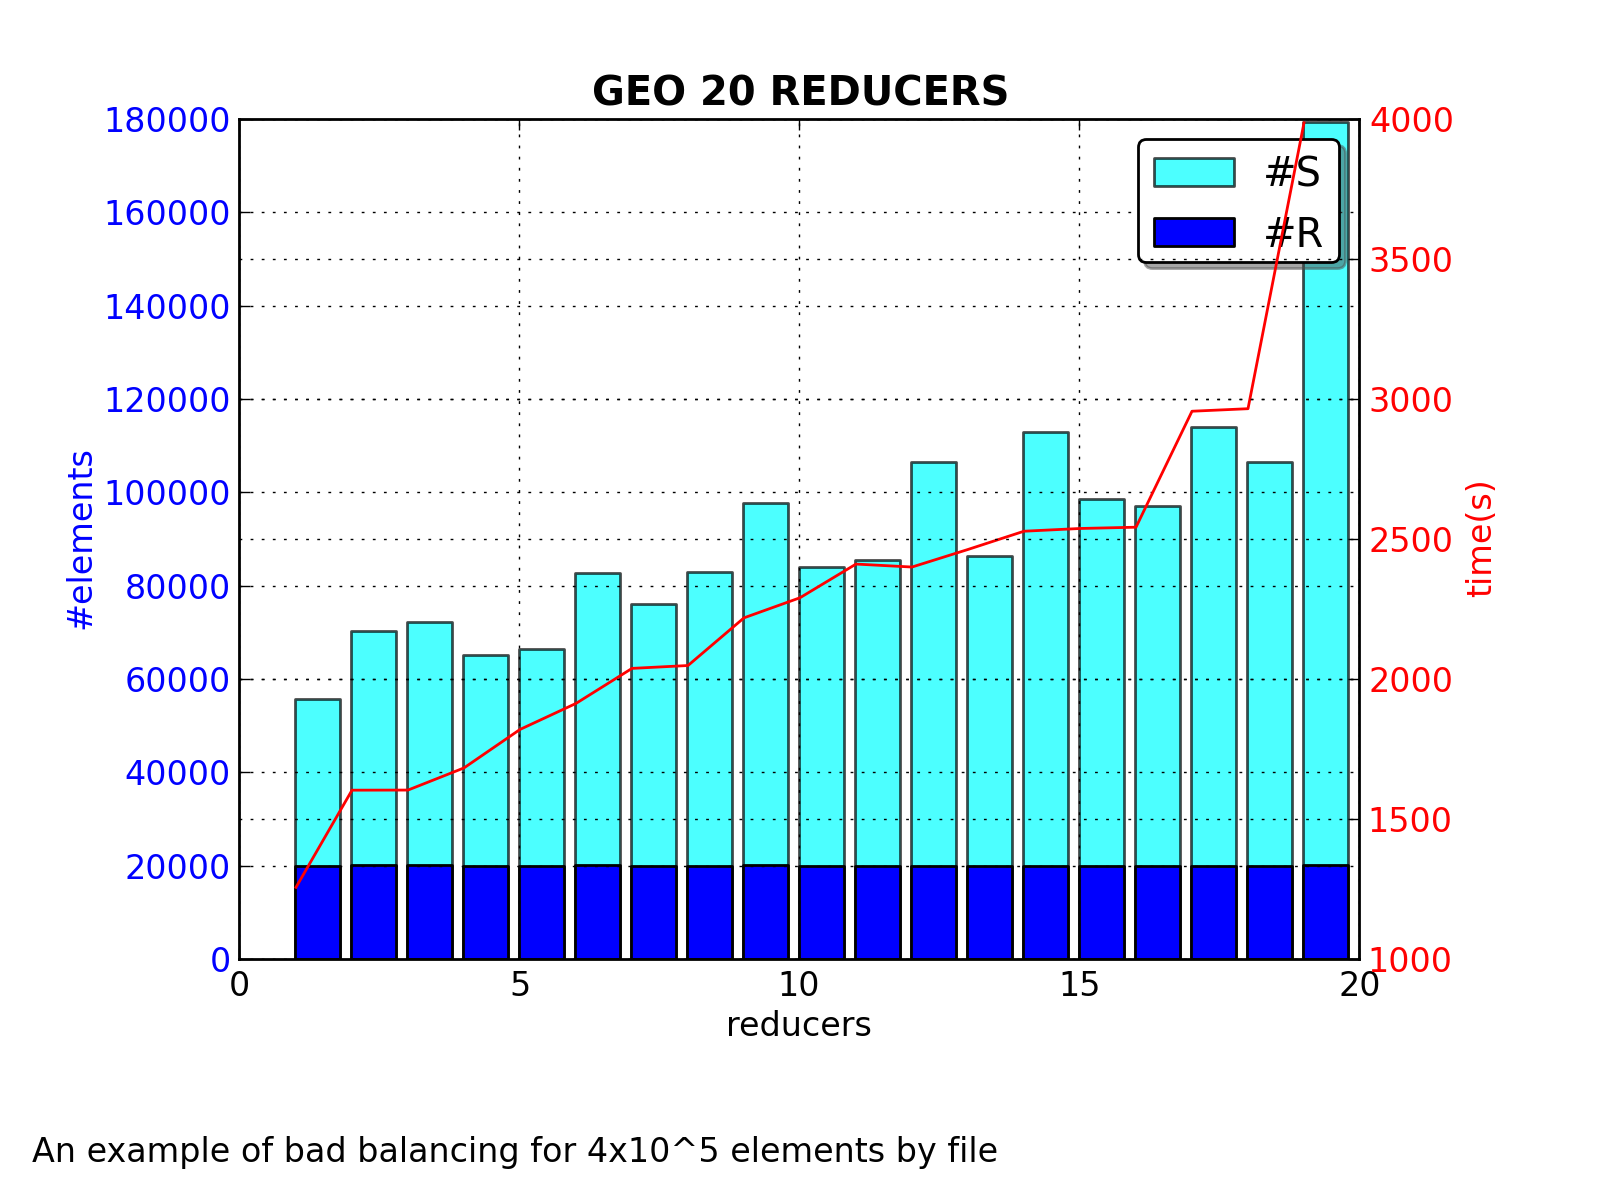 GEO 20 REDUCERS
180000
160000
140000
120000
100000
80000
60000
40000
20000
0
#elements
4000
3500
3000
2500
2000
1500
1000
time(s)
#S
#R
0 5 10 15 20
reducers
An example of bad balancing for 4x10^5 elements by file